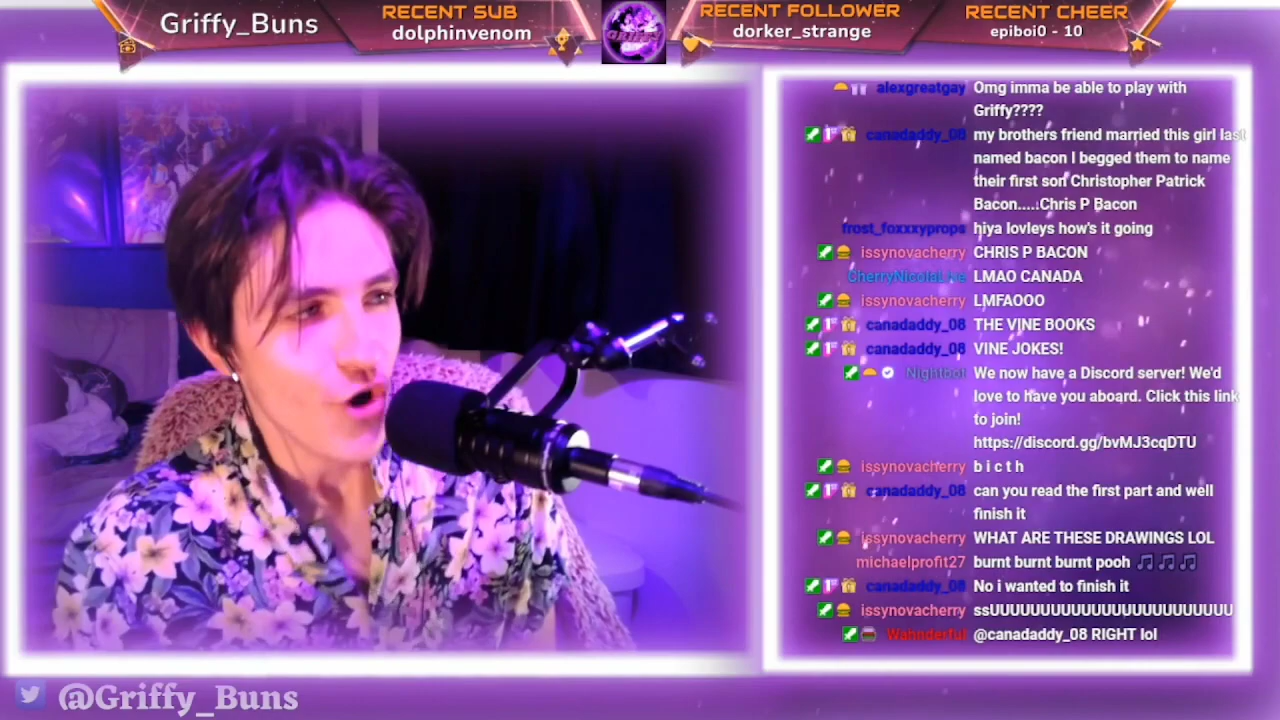 Griffy_Buns
RECENT SUB
dolphinvenom
GRIFFY
RECENT FOLLOWER
dorker_strange
RECENT CHEER
epiboi0 - 10
alexgreatgay Omg imma be able to play with
Griffy????
canadaddy_08 my brothers friend married this girl last
named bacon I begged them to name
their first son Christopher Patrick
Bacon.....Chris P Bacon
frost_foxxxyprops hiya lovleys how's it going
issynovacherry CHRIS P BACON
LMAO CANADA
issynovacherry LMFAOOO
canadaddy_08 THE VINE BOOKS
canadaddy_08 VINE JOKES!
Nightbot We now have a Discord server! We'd
love to have you aboard. Click this link
to join!
https://discord.gg/bvMJ3cqDTU
issynovacherry b i c t h
canadaddy_08 can you read the first part and well
finish it
issynovacherry WHAT ARE THESE DRAWINGS LOL
michaelprofit27 burnt burnt burnt pooh 🎵🎵🎵
canadaddy_08 No i wanted to finish it
issynovacherry ssUUUUUUUUUUUUUUUUUUUUUUUU
Wahnderful @canadaddy_08 RIGHT lol
@Griffy_Buns